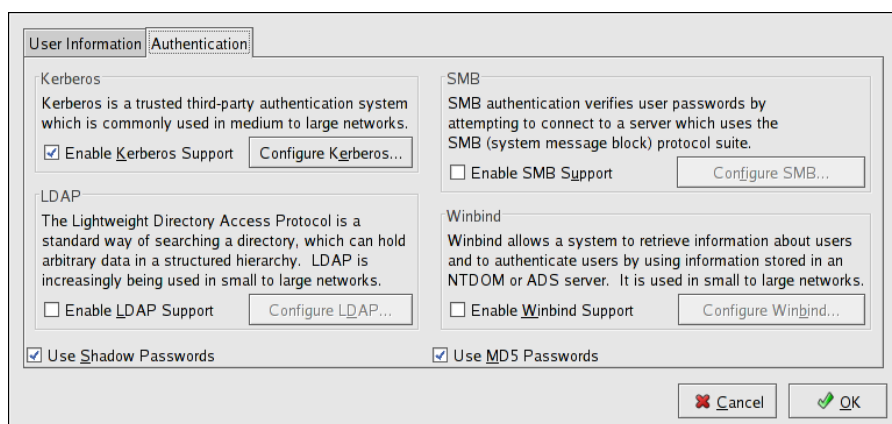 User Information
Authentication
Kerberos
Kerberos is a trusted third-party authentication system
which is commonly used in medium to large networks.
Enable Kerberos Support
Configure Kerberos...
LDAP
The Lightweight Directory Access Protocol is a
standard way of searching a directory, which can hold
arbitrary data in a structured hierarchy.  LDAP is
increasingly being used in small to large networks.
Enable LDAP Support
Configure LDAP...
SMB
SMB authentication verifies user passwords by
attempting to connect to a server which uses the
SMB (system message block) protocol suite.
Enable SMB Support
Configure SMB...
Winbind
Winbind allows a system to retrieve information about users
and to authenticate users by using information stored in an
NTDOM or ADS server.  It is used in small to large networks.
Enable Winbind Support
Configure Winbind...
Use Shadow Passwords
Use MD5 Passwords
Cancel
OK